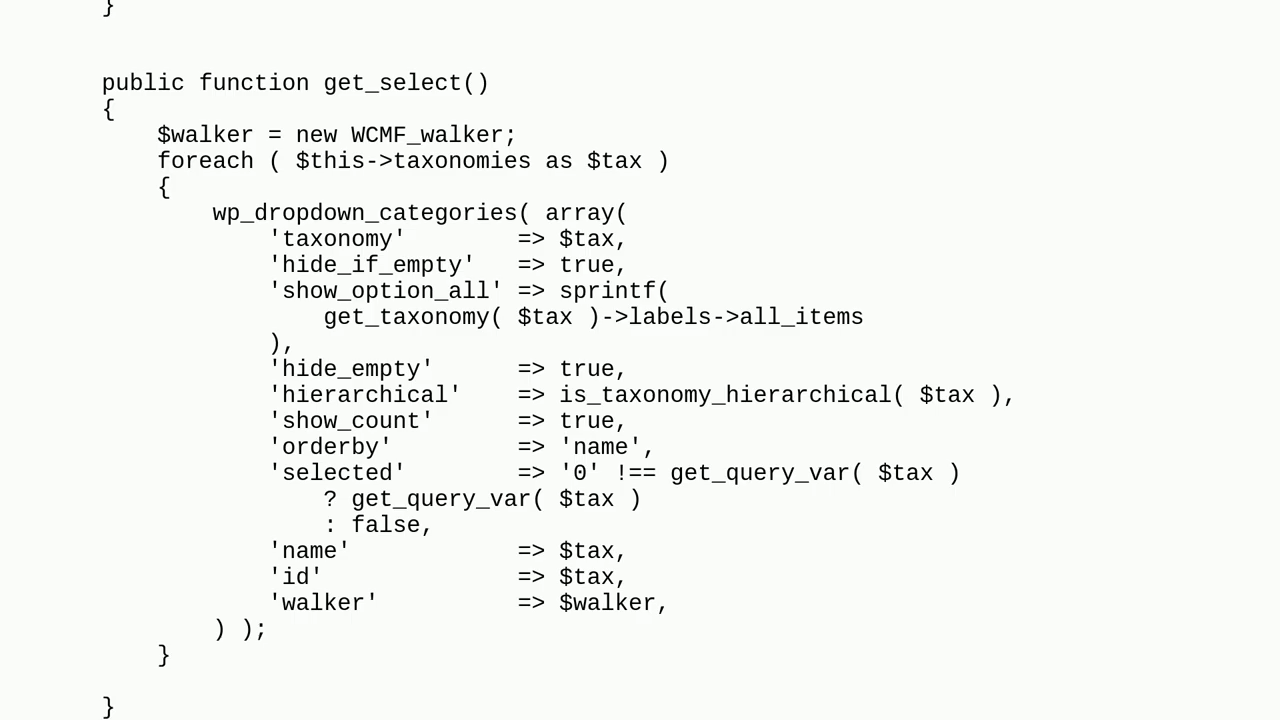 }
public function get_select()
{
$walker = new WCMF_walker;
foreach ( $this->taxonomies as $tax )
{
wp_dropdown_categories( array(
'taxonomy'        => $tax,
'hide_if_empty'   => true,
'show_option_all' => sprintf(
get_taxonomy( $tax )->labels->all_items
),
'hide_empty'      => true,
'hierarchical'    => is_taxonomy_hierarchical( $tax ),
'show_count'      => true,
'orderby'         => 'name',
'selected'        => '0' !== get_query_var( $tax )
? get_query_var( $tax )
: false,
'name'            => $tax,
'id'              => $tax,
'walker'          => $walker,
) );
}
}